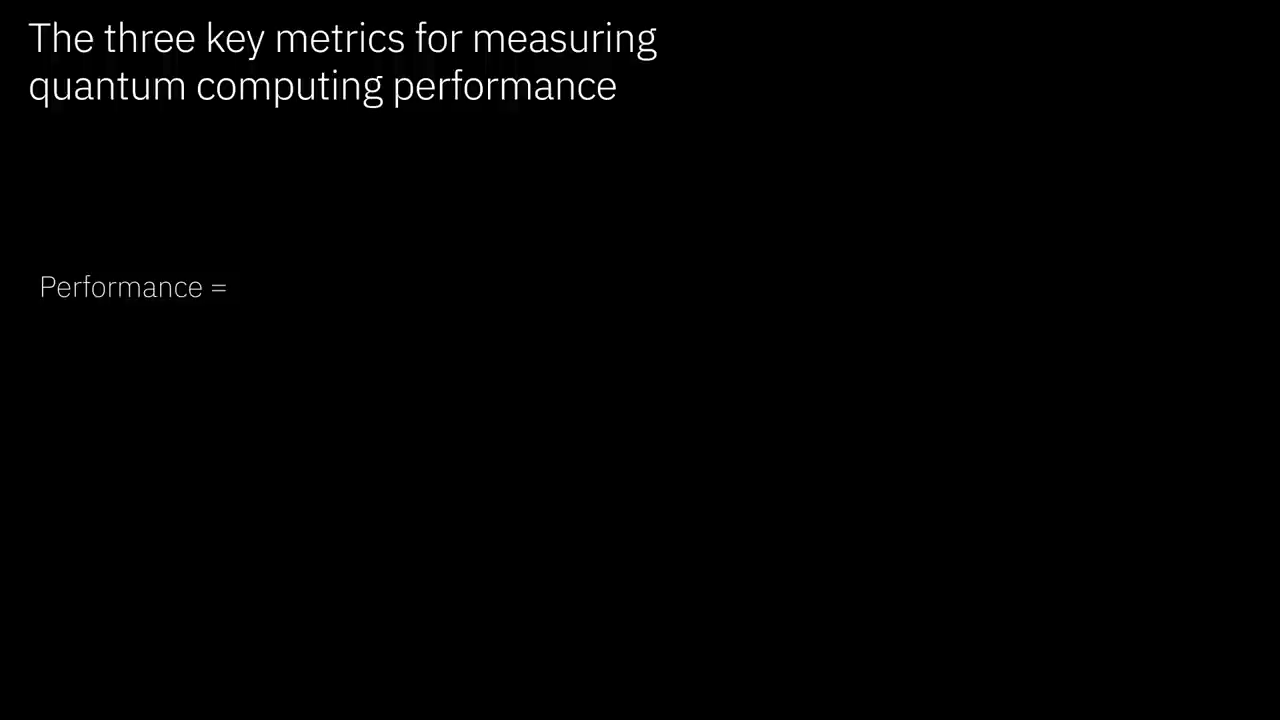 The three key metrics for measuring
quantum computing performance
Performance =